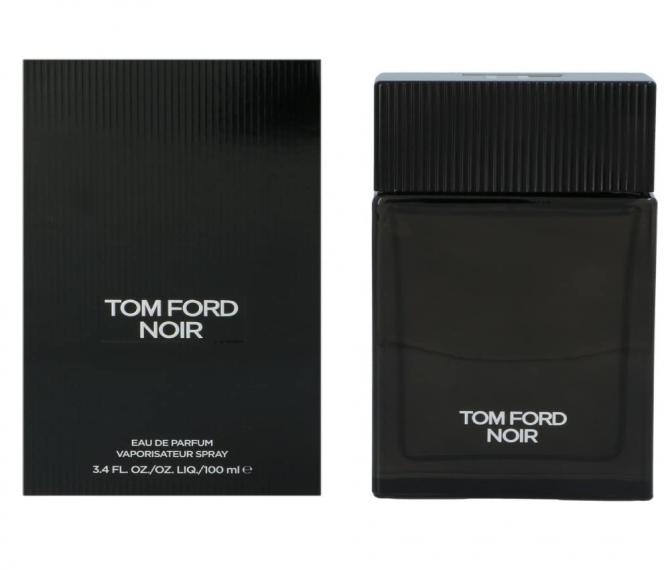 TOM FORD
NOIR
EAU DE PARFUM
VAPORISATEUR SPRAY
3.4 FL. OZ./OZ. LIQ./100 ml ℮
TOM FORD
NOIR